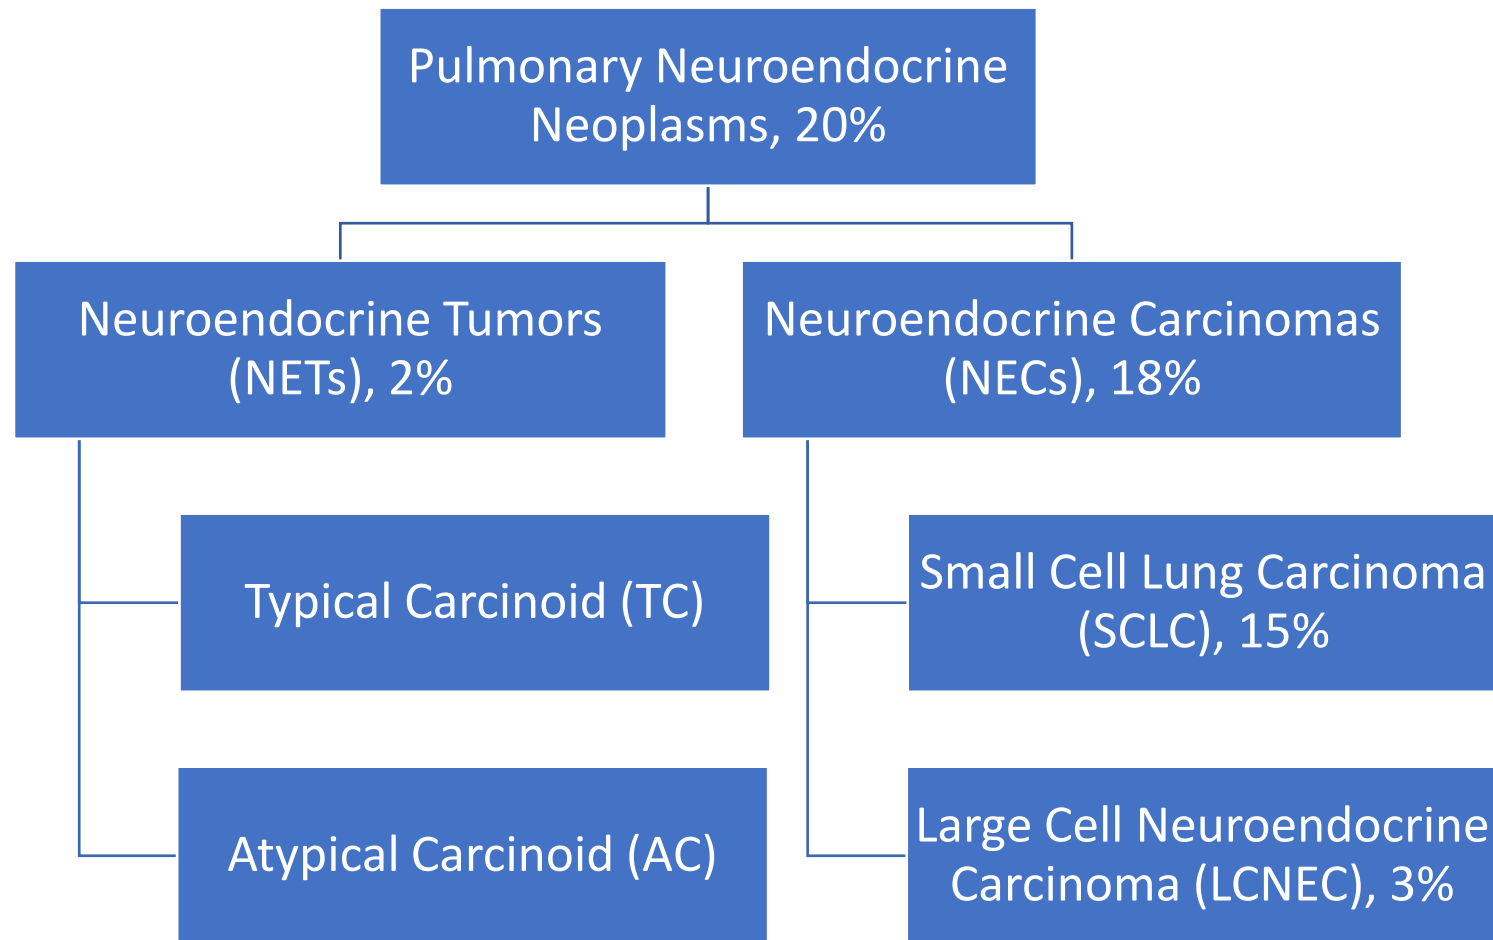 Pulmonary Neuroendocrine
Neoplasms, 20%
Neuroendocrine Tumors
(NETs), 2%
Neuroendocrine Carcinomas
(NECs), 18%
Typical Carcinoid (TC)
Small Cell Lung Carcinoma
(SCLC), 15%
Atypical Carcinoid (AC)
Large Cell Neuroendocrine
Carcinoma (LCNEC), 3%